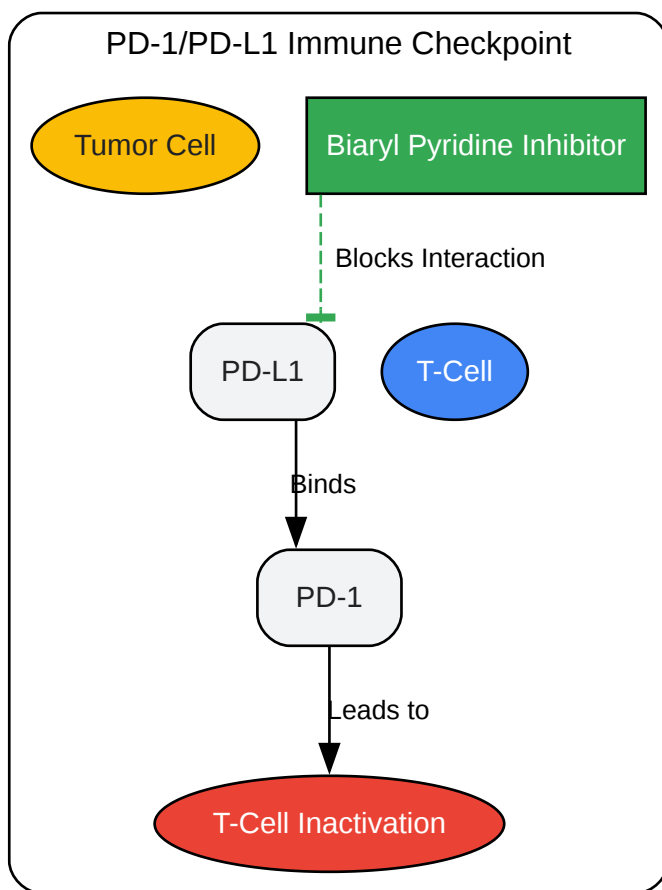 PD-1/PD-L1 Immune Checkpoint
Tumor Cell
Biaryl Pyridine Inhibitor
Blocks Interaction
PD-L1
T-Cell
Binds
PD-1
Leads to
T-Cell Inactivation